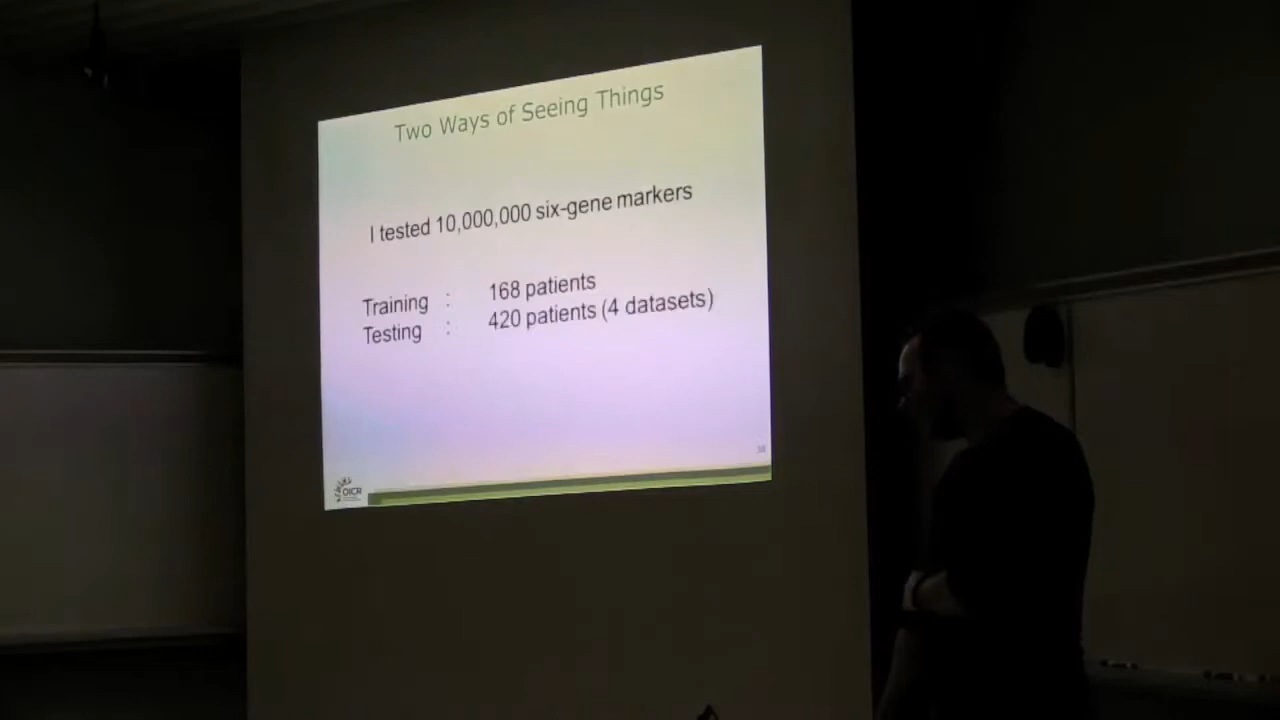 Two Ways of Seeing Things
I tested 10,000,000 six-gene markers
Training : 168 patients
Testing : 420 patients (4 datasets)
OICR